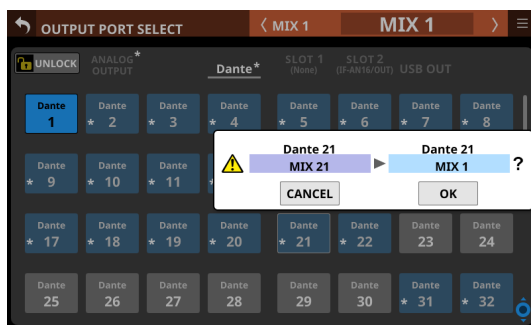 OUTPUT PORT SELECT
MIX 1
MIX 1
UNLOCK
ANALOG OUTPUT *
Dante*
SLOT 1 (None)
SLOT 2 (IF-AN16/OUT)
USB OUT
Dante 1
Dante * 2
Dante * 3
Dante * 4
Dante * 5
Dante * 6
Dante * 7
Dante * 8
Dante 21
MIX 21
Dante 21
MIX 1
?
CANCEL
OK
Dante * 9
Dante * 10
Dante * 11
*
Dante * 17
Dante * 18
Dante * 19
Dante * 20
Dante * 21
Dante * 22
Dante 23
Dante 24
Dante 25
Dante 26
Dante 27
Dante 28
Dante 29
Dante 30
Dante * 31
Dante * 32